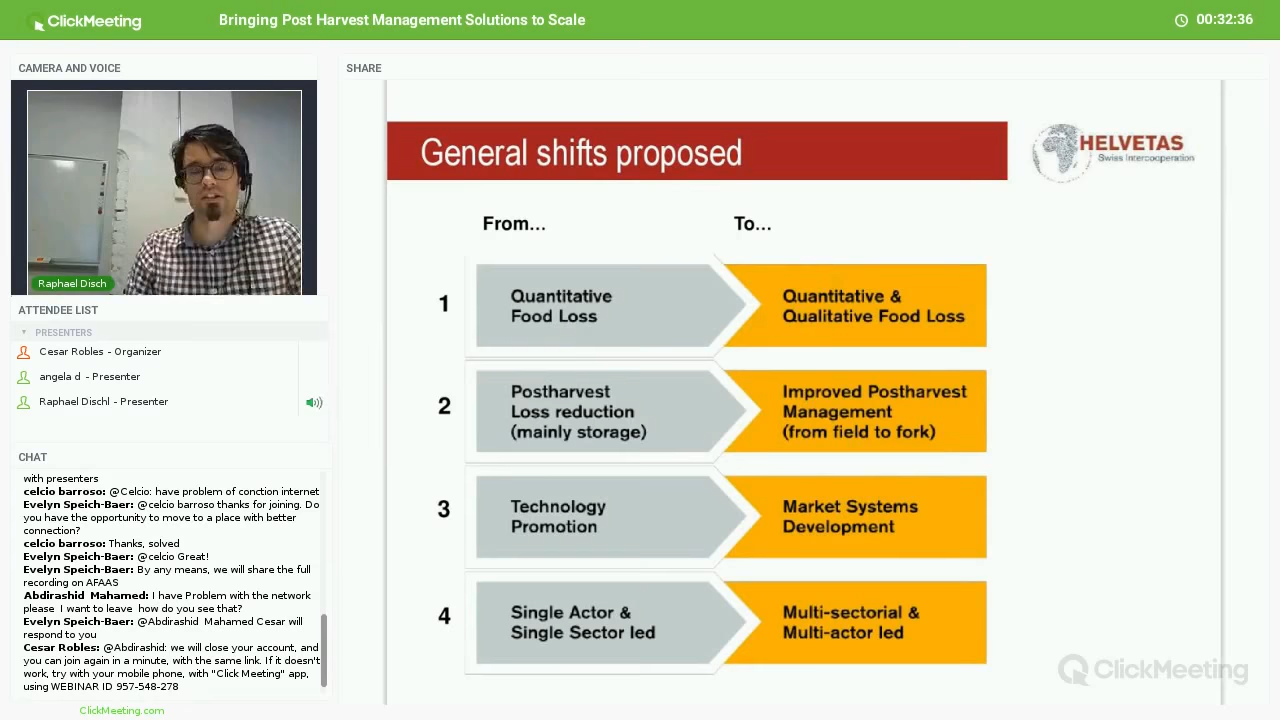 ClickMeeting
Bringing Post Harvest Management Solutions to Scale
00:32:36
CAMERA AND VOICE
Raphael Disch
ATTENDEE LIST
PRESENTERS
Cesar Robles - Organizer
angela d - Presenter
Raphael Dischl - Presenter
CHAT
with presenters
celcio barroso: @Celcio: have problem of conction internet
Evelyn Speich-Baer: @celcio barroso thanks for joining. Do
you have the opportunity to move to a place with better
connection?
celcio barroso: Thanks, solved
Evelyn Speich-Baer: @celcio Great!
Evelyn Speich-Baer: By any means, we will share the full
recording on AFAAS
Abdirashid Mahamed: I have Problem with the network
please I want to leave how do you see that?
Evelyn Speich-Baer: @Abdirashid Mahamed Cesar will
respond to you
Cesar Robles: @Abdirashid: we will close your account, and
you can join again in a minute, with the same link. If it doesn't
work, try with your mobile phone, with "Click Meeting" app,
using WEBINAR ID 957-548-278
ClickMeeting.com
SHARE
General shifts proposed
HELVETAS
Swiss Intercooperation
From... To...
1
Quantitative
Food Loss
Quantitative &
Qualitative Food Loss
2
Postharvest
Loss reduction
(mainly storage)
Improved Postharvest
Management
(from field to fork)
3
Technology
Promotion
Market Systems
Development
4
Single Actor &
Single Sector led
Multi-sectorial &
Multi-actor led
ClickMeeting